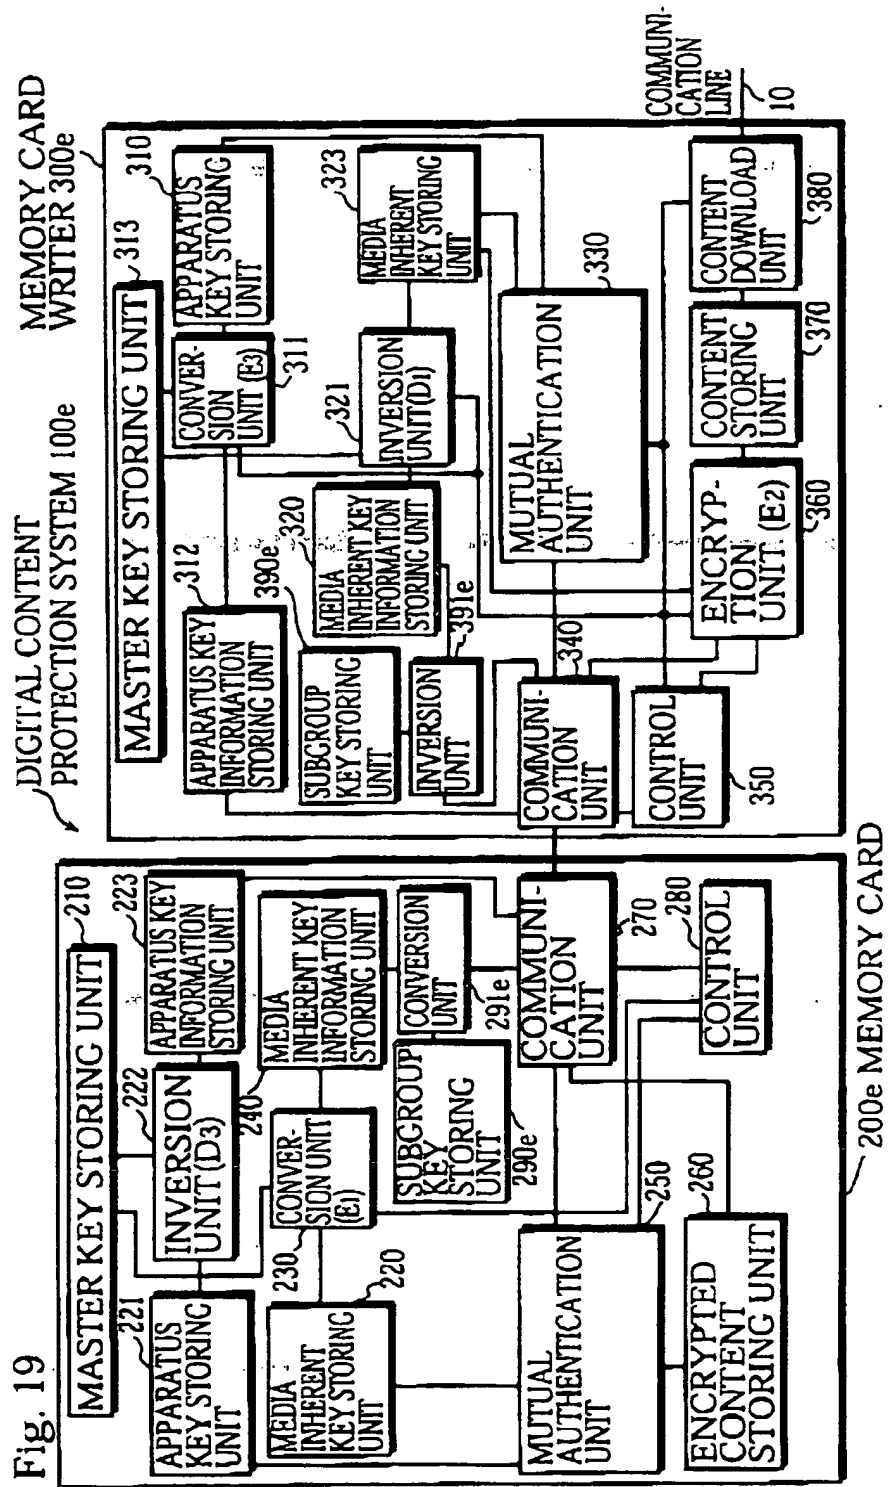 Fig. 19
DIGITAL CONTENT
PROTECTION SYSTEM 100e
MEMORY CARD
WRITER 300e
MASTER KEY STORING UNIT
210
221
APPARATUS
KEY STORING
UNIT
222
INVERSION
UNIT(D3)
223
APPARATUS KEY
INFORMATION
STORING UNIT
220
MEDIA
INHERENT
KEY STORING
UNIT
230
CONVER-
SION UNIT
(E1)
240
MEDIA
INHERENT KEY
INFORMATION
STORING UNIT
SUBGROUP
KEY
STORING
UNIT
290e
CONVERSION
UNIT
291e
MUTUAL
AUTHENTICATION
UNIT
250
COMMUNI-
CATION
UNIT
270
ENCRYPTED
CONTENT
STORING UNIT
260
CONTROL
UNIT
280
200e MEMORY CARD
MASTER KEY STORING UNIT
313
312
APPARATUS KEY
INFORMATION
STORING UNIT
CONVER-
SION
UNIT (E3)
311
310
APPARATUS
KEY STORING
UNIT
390e
SUBGROUP
KEY STORING
UNIT
320
MEDIA
INHERENT KEY
INFORMATION
STORING UNIT
321
INVERSION
UNIT(D1)
323
MEDIA
INHERENT
KEY STORING
UNIT
INVERSION
UNIT
391e
COMMUNI-
CATION
UNIT
340
MUTUAL
AUTHENTICATION
UNIT
330
CONTROL
UNIT
350
ENCRYP-
TION
UNIT (E2)
360
CONTENT
STORING
UNIT
370
CONTENT
DOWNLOAD
UNIT
380
COMMUNI-
CATION
LINE
10